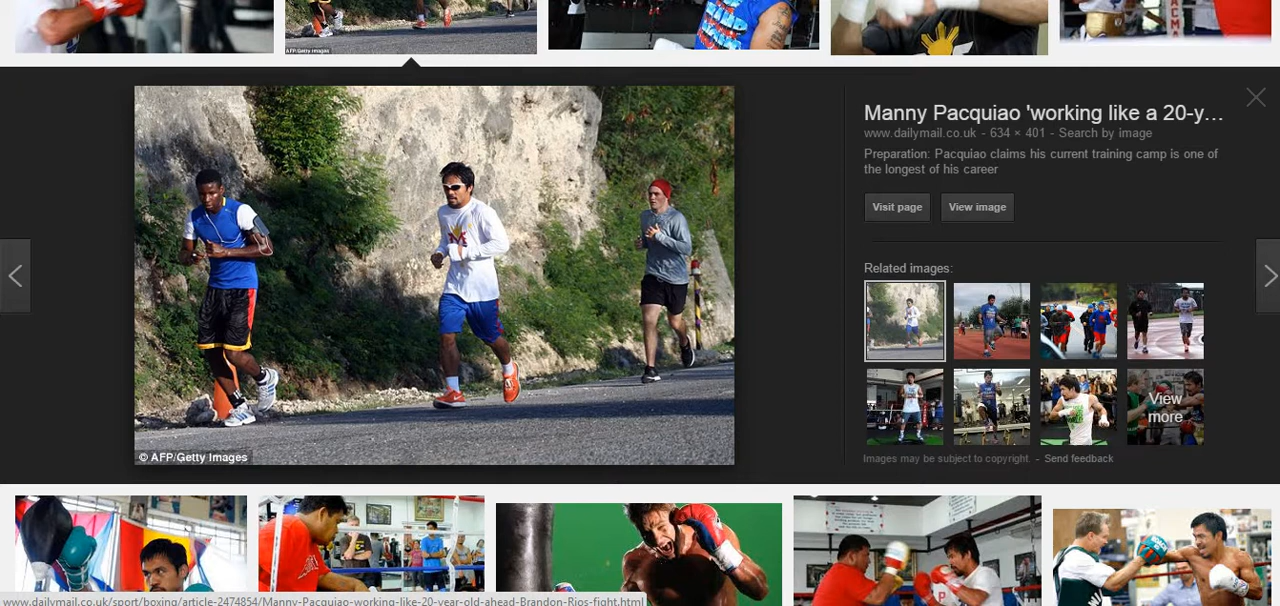 AFP/Getty Images
Manny Pacquiao 'working like a 20-y...
www.dailymail.co.uk - 634 × 401 - Search by image
Preparation: Pacquiao claims his current training camp is one of
the longest of his career
Visit page
View image
Related images:
View
more
© AFP/Getty Images
Images may be subject to copyright. - Send feedback
www.dailymail.co.uk/sport/boxing/article-2474854/Manny-Pacquiao-working-like-20-year-old-ahead-Brandon-Rios-fight.html